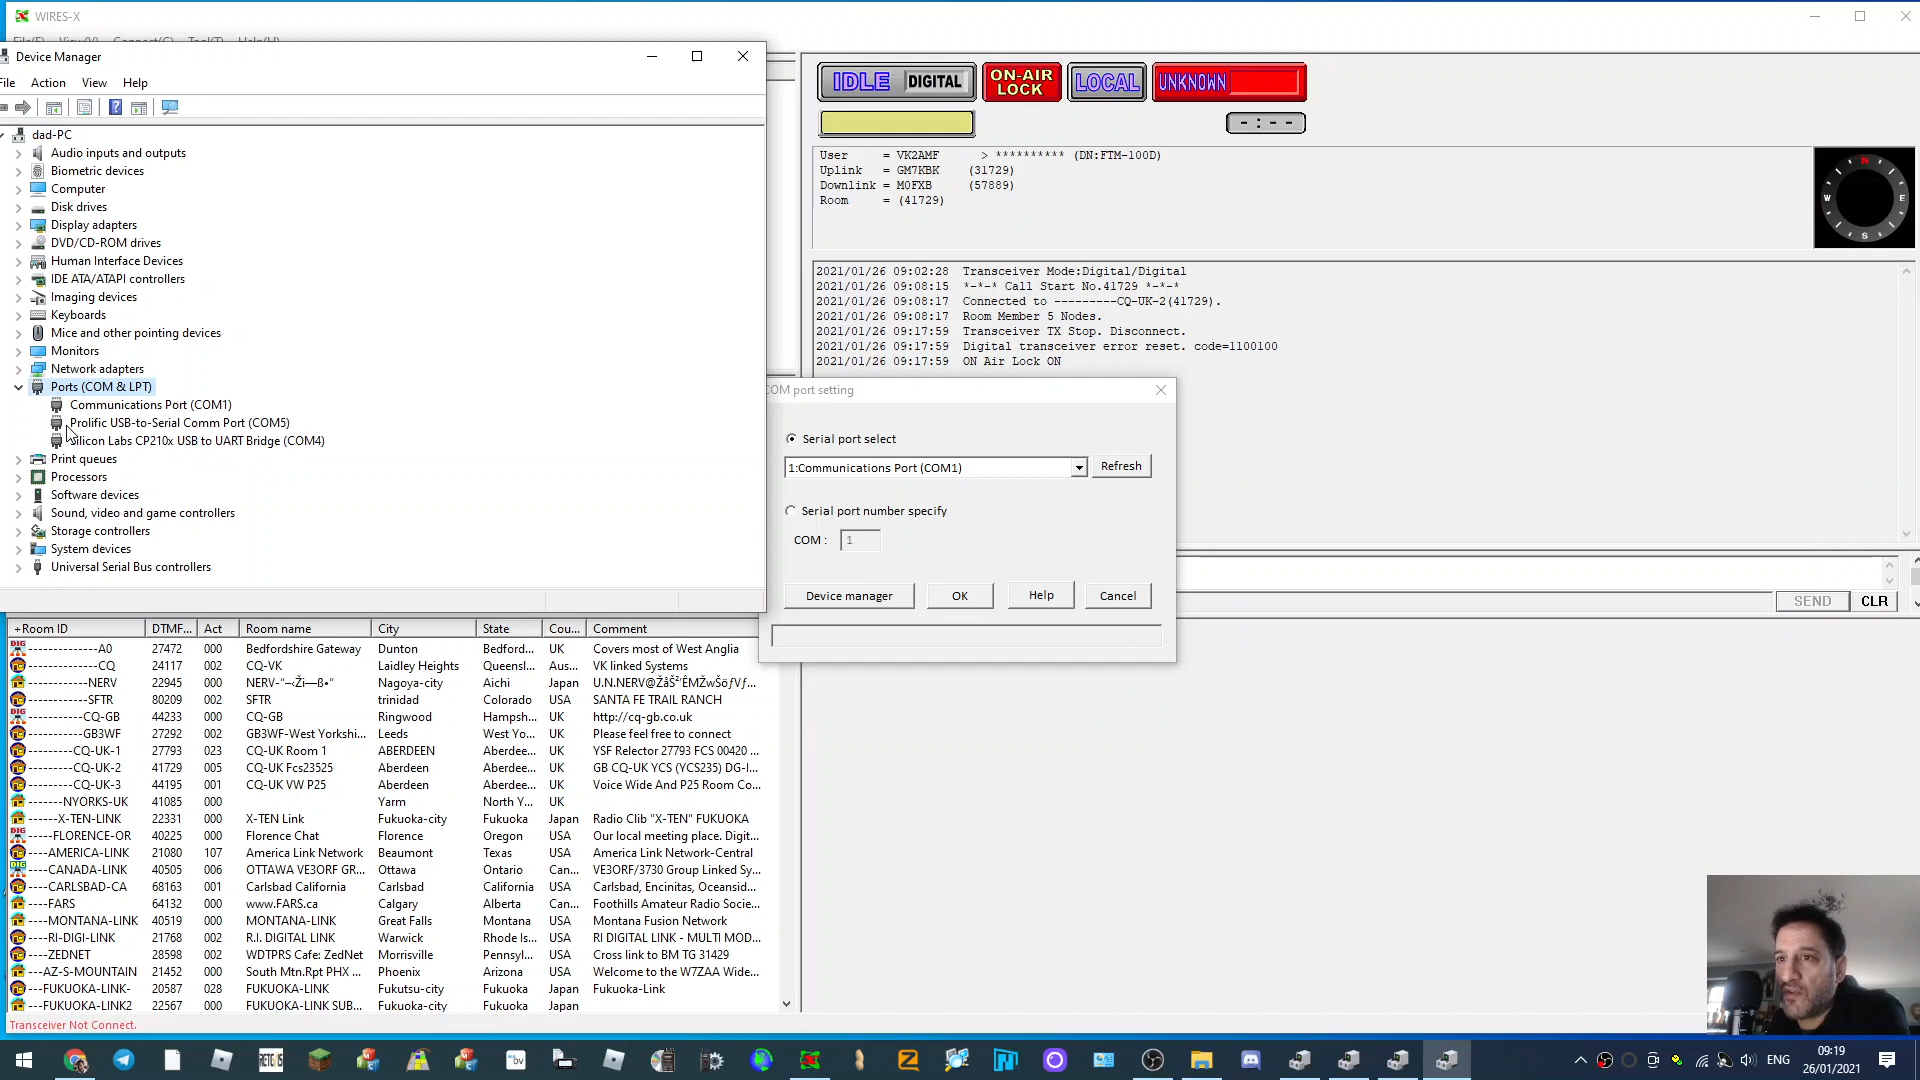 WIRES-X
Device Manager
File Action View Help
dad-PC
Audio inputs and outputs
Biometric devices
Computer
Disk drives
Display adapters
DVD/CD-ROM drives
Human Interface Devices
IDE ATA/ATAPI controllers
Imaging devices
Keyboards
Mice and other pointing devices
Monitors
Network adapters
Ports (COM & LPT)
Communications Port (COM1)
Prolific USB-to-Serial Comm Port (COM5)
Silicon Labs CP210x USB to UART Bridge (COM4)
Print queues
Processors
Software devices
Sound, video and game controllers
Storage controllers
System devices
Universal Serial Bus controllers
IDLE DIGITAL ON-AIR LOCK LOCAL UNKNOWN
- : - -
User = VK2AMF > ********** (DN:FTM-100D)
Uplink = GM7KBK (31729)
Downlink = M0FXB (57889)
Room = (41729)
N
W E
S
2021/01/26 09:02:28 Transceiver Mode:Digital/Digital
2021/01/26 09:08:15 *-*-* Call Start No.41729 *-*-*
2021/01/26 09:08:17 Connected to ---------CQ-UK-2(41729).
2021/01/26 09:08:17 Room Member 5 Nodes.
2021/01/26 09:17:59 Transceiver TX Stop. Disconnect.
2021/01/26 09:17:59 Digital transceiver error reset. code=1100100
2021/01/26 09:17:59 ON Air Lock ON
COM port setting
Serial port select
1:Communications Port (COM1) Refresh
Serial port number specify
COM : 1
Device manager OK Help Cancel
SEND CLR
+Room ID DTMF... Act Room name City State Cou... Comment
--------------A0 27472 000 Bedfordshire Gateway Dunton Bedford... UK Covers most of West Anglia
--------------CQ 24117 002 CQ-VK Laidley Heights Queensl... Aus... VK linked Systems
------------NERV 22945 000 Nagoya-city Aichi Japan
------------SFTR 80209 002 SFTR trinidad Colorado USA SANTA FE TRAIL RANCH
-----------CQ-GB 44233 000 CQ-GB Ringwood Hampsh... UK http://cq-gb.co.uk
-----------GB3WF 27292 002 GB3WF-West Yorkshi... Leeds West Yo... UK Please feel free to connect
---------CQ-UK-1 27793 023 CQ-UK Room 1 ABERDEEN Aberdee... UK YSF Relector 27793 FCS 00420 ...
---------CQ-UK-2 41729 005 CQ-UK Fcs23525 Aberdeen Aberdee... UK GB CQ-UK YCS (YCS235) DG-I...
---------CQ-UK-3 44195 001 CQ-UK VW P25 Aberdeen Aberdee... UK Voice Wide And P25 Room Co...
-------NYORKS-UK 41085 000 Yarm North Y... UK
------X-TEN-LINK 22331 000 X-TEN Link Fukuoka-city Fukuoka Japan Radio Clib "X-TEN" FUKUOKA
-----FLORENCE-OR 40225 000 Florence Chat Florence Oregon USA Our local meeting place. Digit...
----AMERICA-LINK 21080 107 America Link Network Beaumont Texas USA America Link Network-Central
----CANADA-LINK 40505 006 OTTAWA VE3ORF GR... Ottawa Ontario Can... VE3ORF/3730 Group Linked Sy...
----CARLSBAD-CA 68163 001 Carlsbad California Carlsbad California USA Carlsbad, Encinitas, Oceansid...
----FARS 64132 000 www.FARS.ca Calgary Alberta Can... Foothills Amateur Radio Socie...
----MONTANA-LINK 40519 000 MONTANA-LINK Great Falls Montana USA Montana Fusion Network
----RI-DIGI-LINK 21768 002 R.I. DIGITAL LINK Warwick Rhode Is... USA RI DIGITAL LINK - MULTI MOD...
----ZEDNET 28598 002 WDTPRS Cafe: ZedNet Morrisville Pennsyl... USA Cross link to BM TG 31429
---AZ-S-MOUNTAIN 21452 000 South Mtn.Rpt PHX ... Phoenix Arizona USA Welcome to the W7ZAA Wide...
---FUKUOKA-LINK- 20587 028 FUKUOKA-LINK Fukutsu-city Fukuoka Japan Fukuoka-Link
---FUKUOKA-LINK2 22567 000 FUKUOKA-LINK SUB... Fukuoka-city Fukuoka Japan
Transceiver Not Connect.
ENG
09:19
26/01/2021